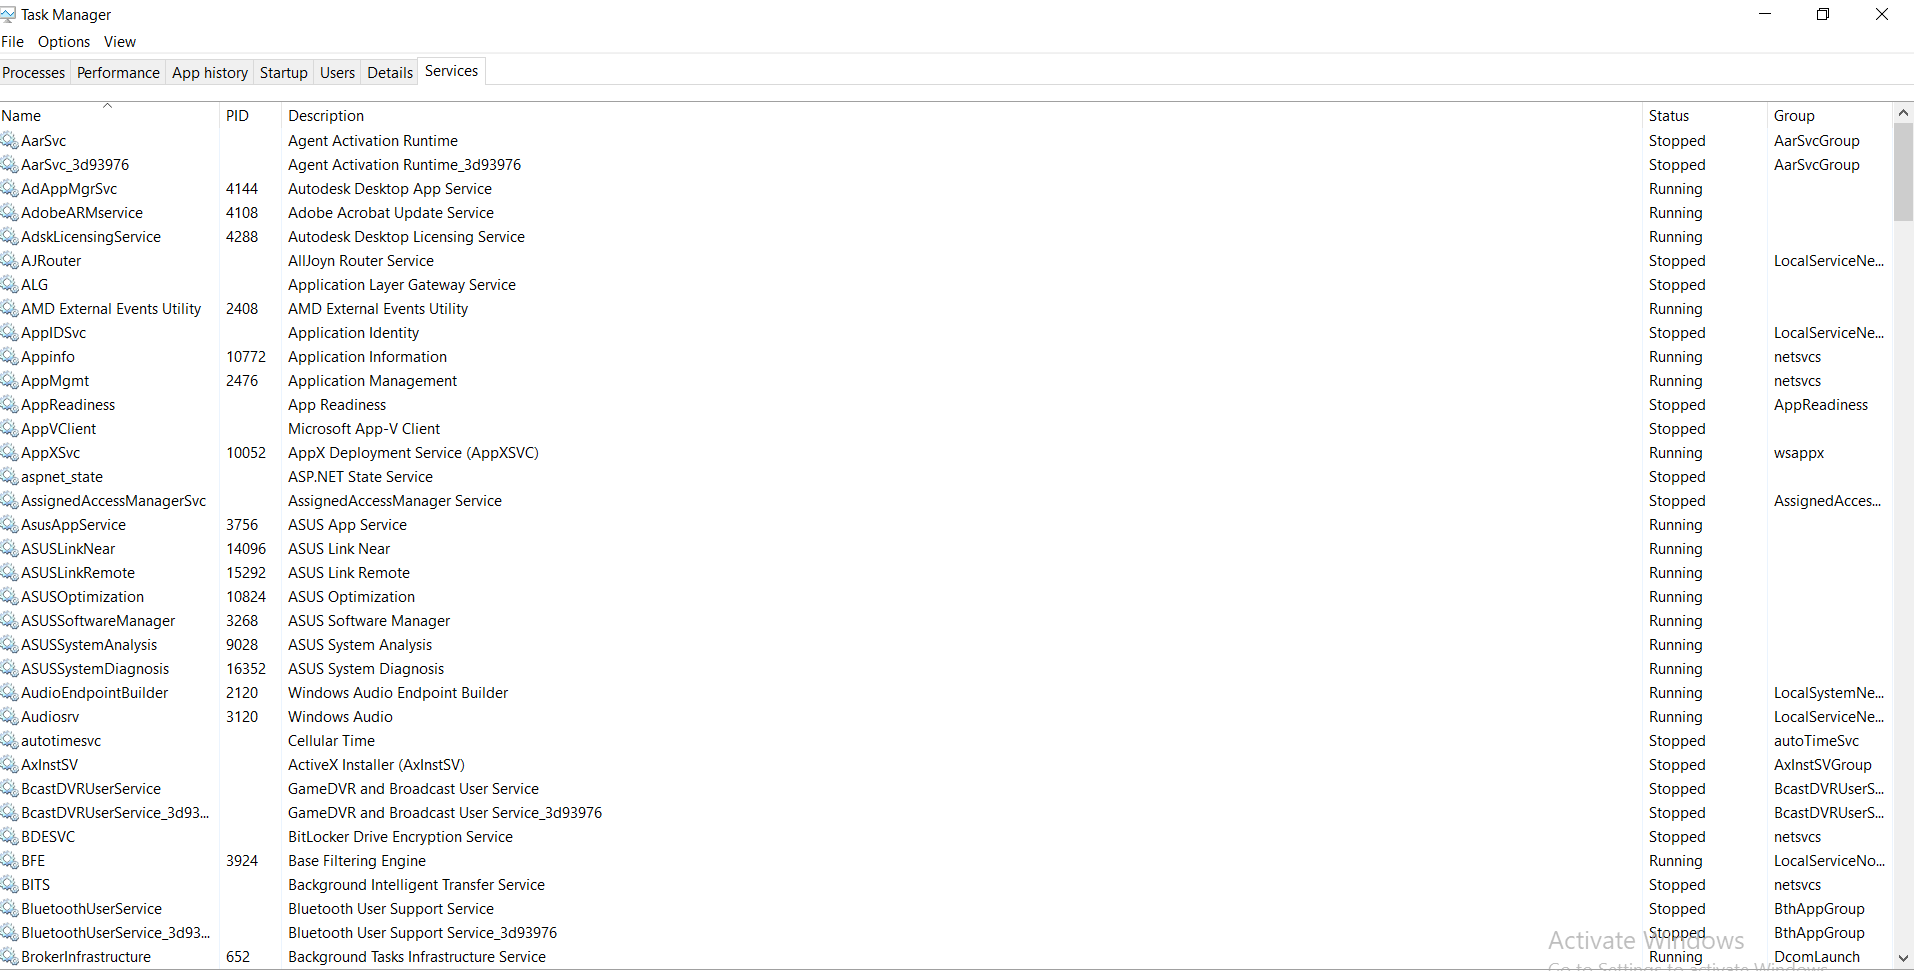 Task Manager
File Options View
Processes Performance App history Startup Users Details Services
Name PID Description Status Group
AarSvc Agent Activation Runtime Stopped AarSvcGroup
AarSvc_3d93976 Agent Activation Runtime_3d93976 Stopped AarSvcGroup
AdAppMgrSvc 4144 Autodesk Desktop App Service Running
AdobeARMservice 4108 Adobe Acrobat Update Service Running
AdskLicensingService 4288 Autodesk Desktop Licensing Service Running
AJRouter AllJoyn Router Service Stopped LocalServiceNe...
ALG Application Layer Gateway Service Stopped
AMD External Events Utility 2408 AMD External Events Utility Running
AppIDSvc Application Identity Stopped LocalServiceNe...
Appinfo 10772 Application Information Running netsvcs
AppMgmt 2476 Application Management Running netsvcs
AppReadiness App Readiness Stopped AppReadiness
AppVClient Microsoft App-V Client Stopped
AppXSvc 10052 AppX Deployment Service (AppXSVC) Running wsappx
aspnet_state ASP.NET State Service Stopped
AssignedAccessManagerSvc AssignedAccessManager Service Stopped AssignedAcces...
AsusAppService 3756 ASUS App Service Running
ASUSLinkNear 14096 ASUS Link Near Running
ASUSLinkRemote 15292 ASUS Link Remote Running
ASUSOptimization 10824 ASUS Optimization Running
ASUSSoftwareManager 3268 ASUS Software Manager Running
ASUSSystemAnalysis 9028 ASUS System Analysis Running
ASUSSystemDiagnosis 16352 ASUS System Diagnosis Running
AudioEndpointBuilder 2120 Windows Audio Endpoint Builder Running LocalSystemNe...
Audiosrv 3120 Windows Audio Running LocalServiceNe...
autotimesvc Cellular Time Stopped autoTimeSvc
AxInstSV ActiveX Installer (AxInstSV) Stopped AxInstSVGroup
BcastDVRUserService GameDVR and Broadcast User Service Stopped BcastDVRUserS...
BcastDVRUserService_3d93... GameDVR and Broadcast User Service_3d93976 Stopped BcastDVRUserS...
BDESVC BitLocker Drive Encryption Service Stopped netsvcs
BFE 3924 Base Filtering Engine Running LocalServiceNo...
BITS Background Intelligent Transfer Service Stopped netsvcs
BluetoothUserService Bluetooth User Support Service Stopped BthAppGroup
BluetoothUserService_3d93... Bluetooth User Support Service_3d93976 Stopped BthAppGroup
Activate Windows
BrokerInfrastructure 652 Background Tasks Infrastructure Service Running DcomLaunch
Go to Settings to activate Windows.